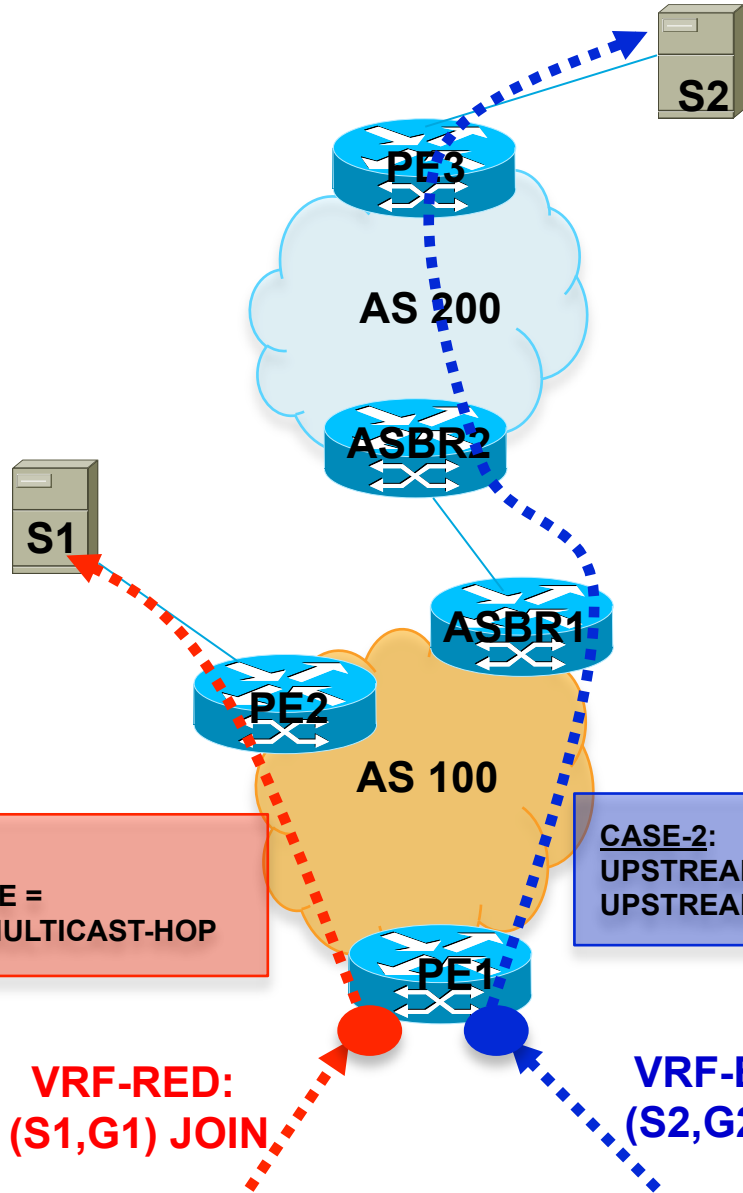 S2
PE3
AS 200
ASBR2
S1
ASBR1
PE2
AS 100
E =
MULTICAST-HOP
CASE-2:
UPSTREA
UPSTREA
PE1
VRF-RED:
(S1,G1) JOIN
VRF-
(S2,G2